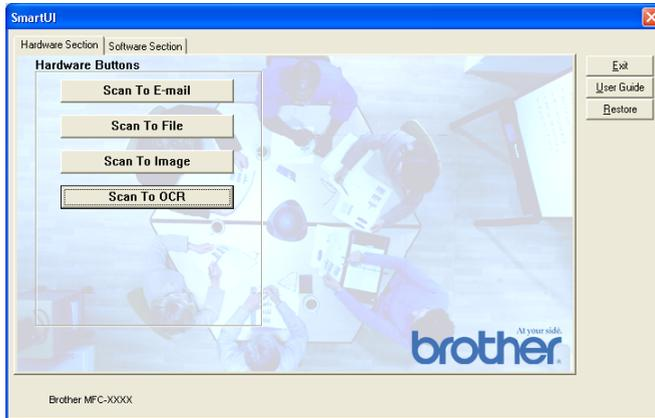 SmartUI
Hardware Section Software Section
Hardware Buttons
Scan To E-mail
Scan To File
Scan To Image
Scan To OCR
Exit
User Guide
Restore
At your side.
brother
Brother MFC-XXXX